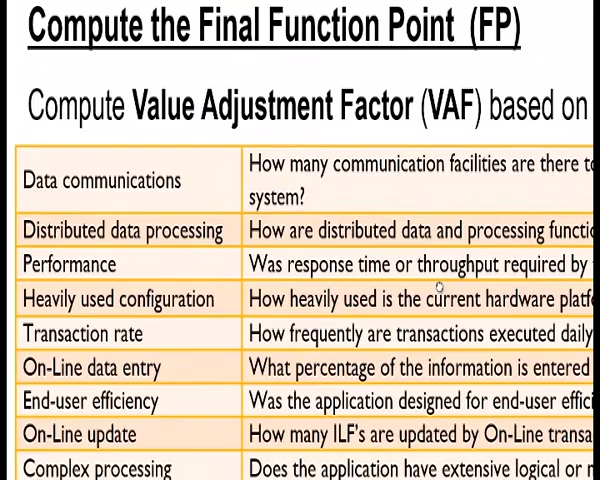 Compute the Final Function Point (FP)
Compute Value Adjustment Factor (VAF) based on
Data communications
How many communication facilities are there to
system?
Distributed data processing
How are distributed data and processing
Performance
Was response time or throughput required by
Heavily used configuration
How heavily used is the current hardware
Transaction rate
How frequently are transactions executed daily
On-Line data entry
What percentage of the information is entered
End-user efficiency
Was the application designed for end-user
On-Line update
How many ILF's are updated by On-Line
Complex processing
Does the application have extensive logical or